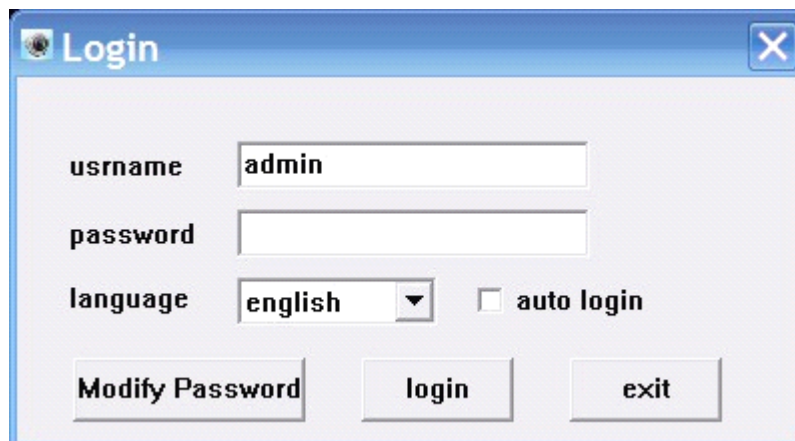 Login
usrname admin
password
language english auto login
Modify Password login exit